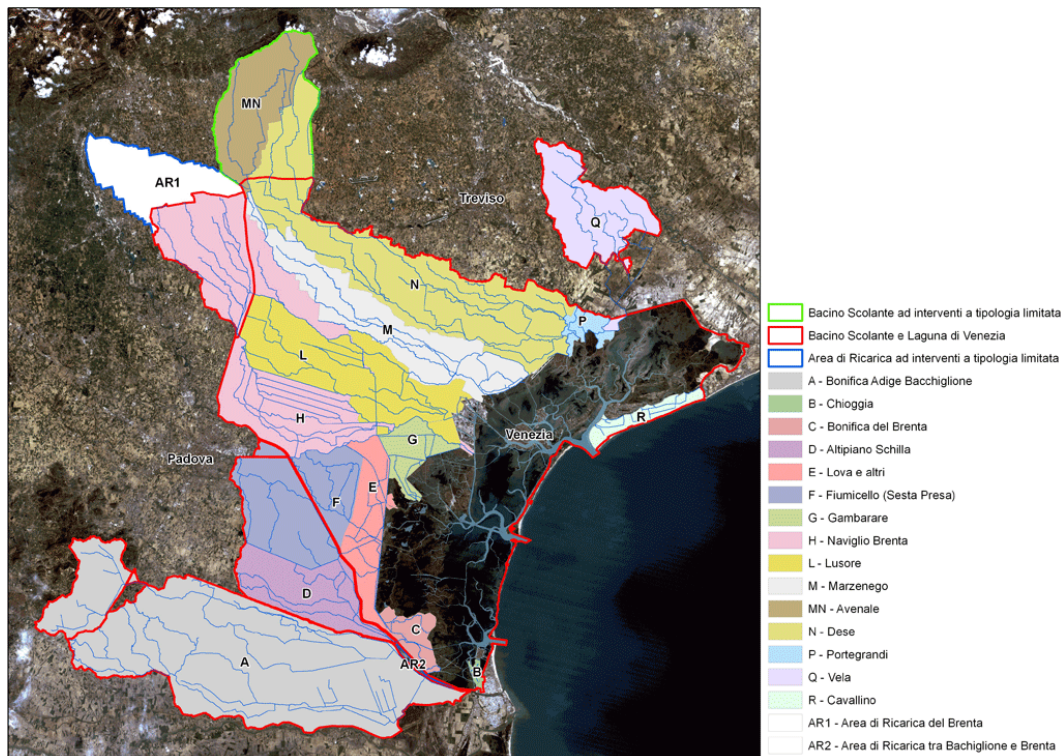 MN
AR1
Treviso
Q
N
P
M
L
R
H
G
Venezia
Padova
E
F
D
C
A
AR2
B
Bacino Scolante ad interventi a tipologia limitata
Bacino Scolante e Laguna di Venezia
Area di Ricarica ad interventi a tipologia limitata
A - Bonifica Adige Bacchiglione
B - Chioggia
C - Bonifica del Brenta
D - Altipiano Schilla
E - Lova e altri
F - Fiumicello (Sesta Presa)
G - Gambarare
H - Naviglio Brenta
L - Lusore
M - Marzenego
MN - Avenale
N - Dese
P - Portegrandi
Q - Vela
R - Cavallino
AR1 - Area di Ricarica del Brenta
AR2 - Area di Ricarica tra Bachiglione e Brenta